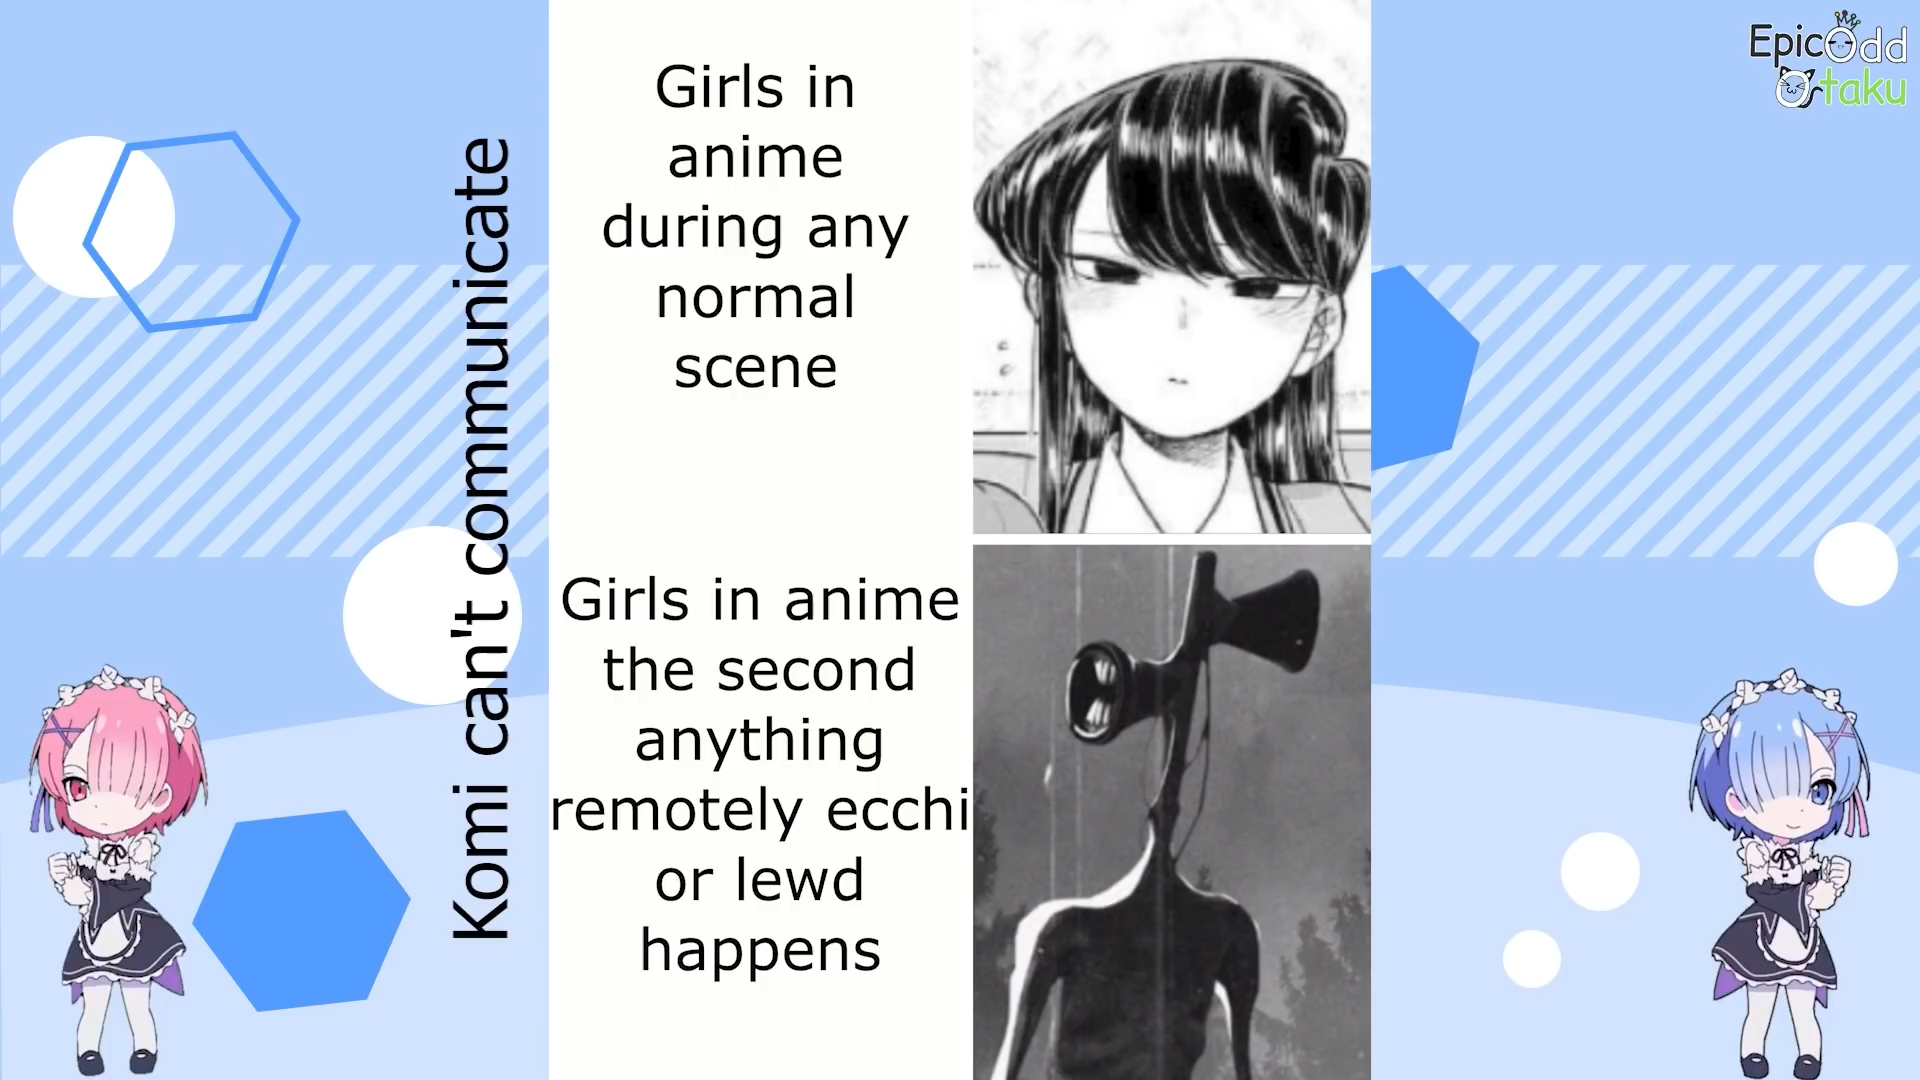 Komi can't communicate
Girls in
anime
during any
normal
scene
Girls in anime
the second
anything
remotely ecchi
or lewd
happens
EpicOdd
Otaku